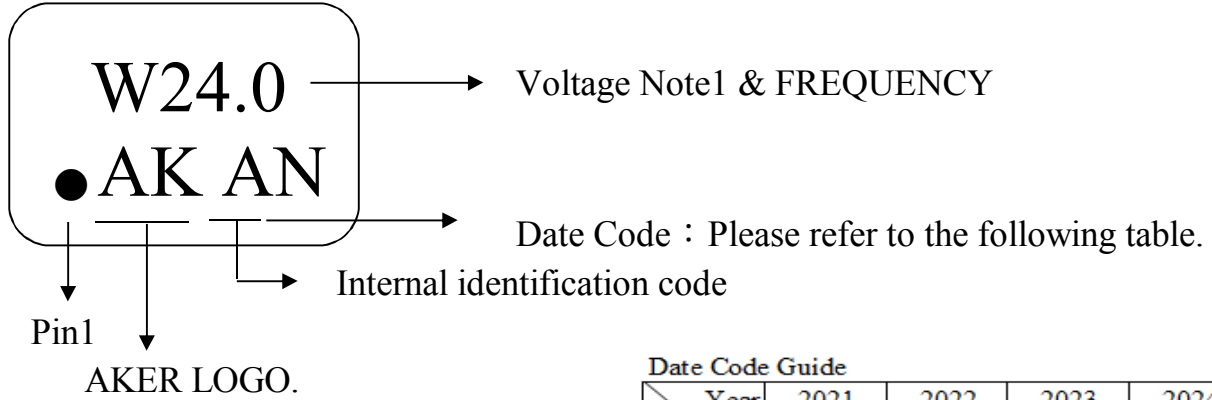 W24.0
Voltage Note1 & FREQUENCY
●AK AN
Date Code：Please refer to the following table.
Internal identification code
Pin1
AKER LOGO.
Date Code Guide
Year 2021 2022 2023 2024